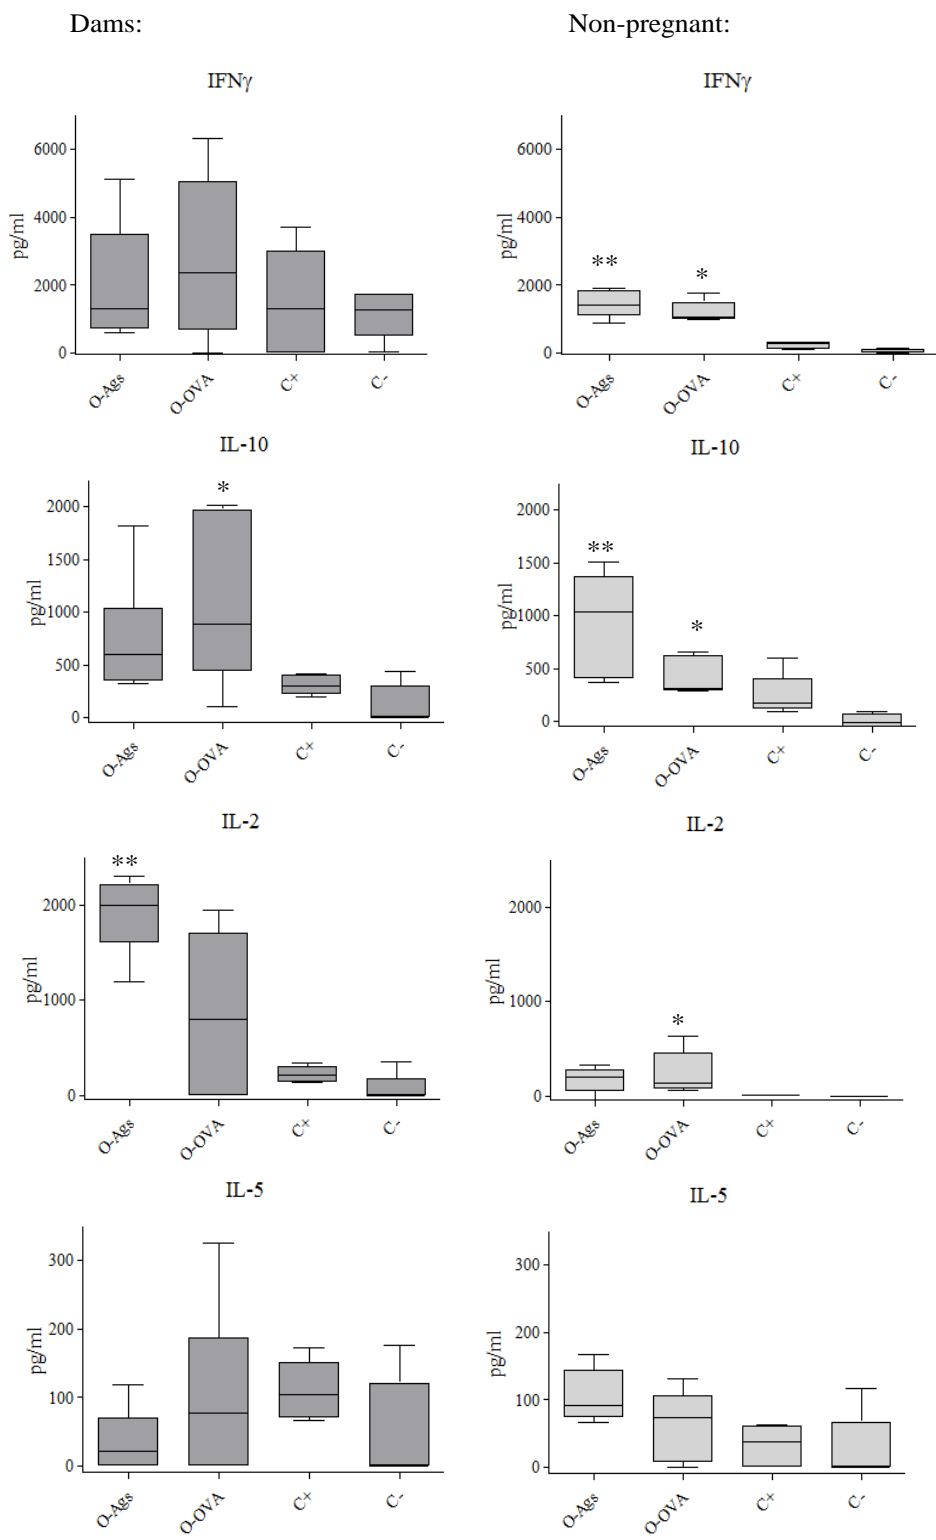 Dams: Non-pregnant:
IFNγ IFNγ
6000
4000
2000
0
pg/ml
O-Ags O-OVA C+ C-
6000
4000
2000
0
pg/ml
** *
O-Ags O-OVA C+ C-
IL-10 IL-10
2000
1500
1000
500
0
pg/ml
*
O-Ags O-OVA C+ C-
2000
1500
1000
500
0
pg/ml
** *
O-Ags O-OVA C+ C-
IL-2 IL-2
2000
1000
0
pg/ml
**
O-Ags O-OVA C+ C-
2000
1000
0
pg/ml
*
O-Ags O-OVA C+ C-
IL-5 IL-5
300
200
100
0
pg/ml
O-Ags O-OVA C+ C-
300
200
100
0
pg/ml
O-Ags O-OVA C+ C-